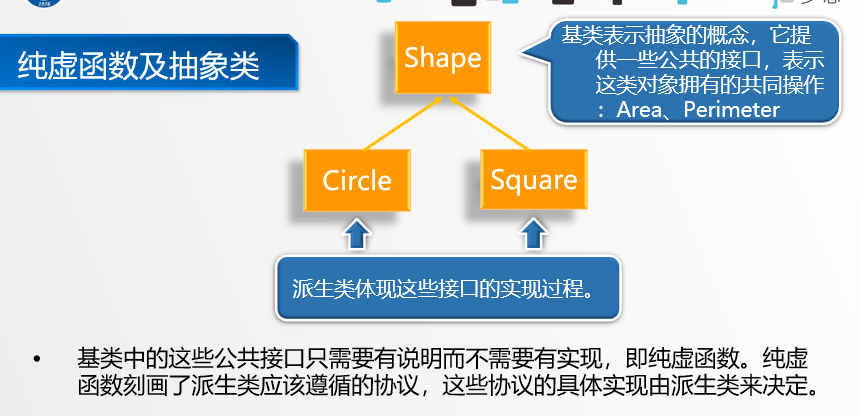 纯虚函数及抽象类
Shape
基类表示抽象的概念，它提
供一些公共的接口，表示
这类对象拥有的共同操作
：Area、Perimeter
Circle
Square
派生类体现这些接口的实现过程。
• 基类中的这些公共接口只需要有说明而不需要有实现，即纯虚函数。纯虚
函数刻画了派生类应该遵循的协议，这些协议的具体实现由派生类来决定。